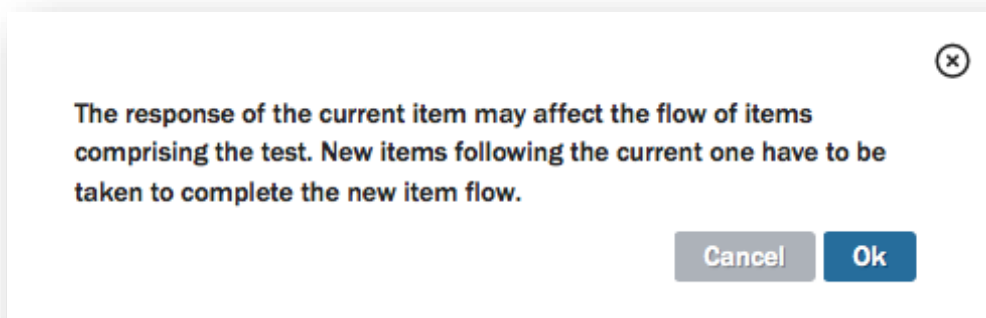 The response of the current item may affect the flow of items
comprising the test. New items following the current one have to be
taken to complete the new item flow.
Cancel Ok